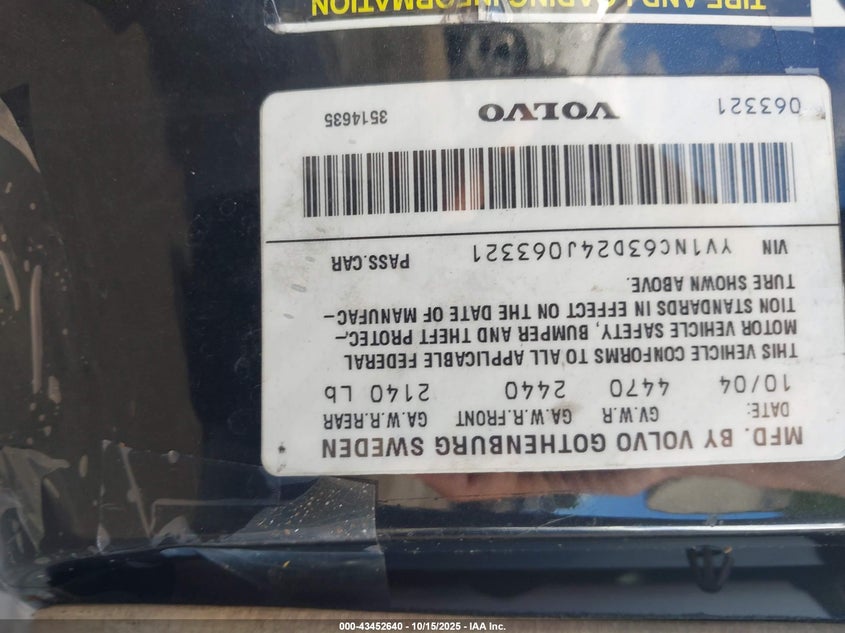 MFD. BY VOLVO GOTHENBURG SWEDEN
DATE: GV.W.R GA.W.R.FRONT GA.W.R.REAR
10/04 4470 2440 2140 Lb
THIS VEHICLE CONFORMS TO ALL APPLICABLE FEDERAL
MOTOR VEHICLE SAFETY, BUMPER AND THEFT PROTEC-
TION STANDARDS IN EFFECT ON THE DATE OF MANUFAC-
TURE SHOWN ABOVE.
VIN YV1NC63D24J063321 PASS.CAR
063321 VOLVO 3514635
TIRE AND LOADING INFORMATION
000-43452640 - 10/15/2025 - IAA Inc.